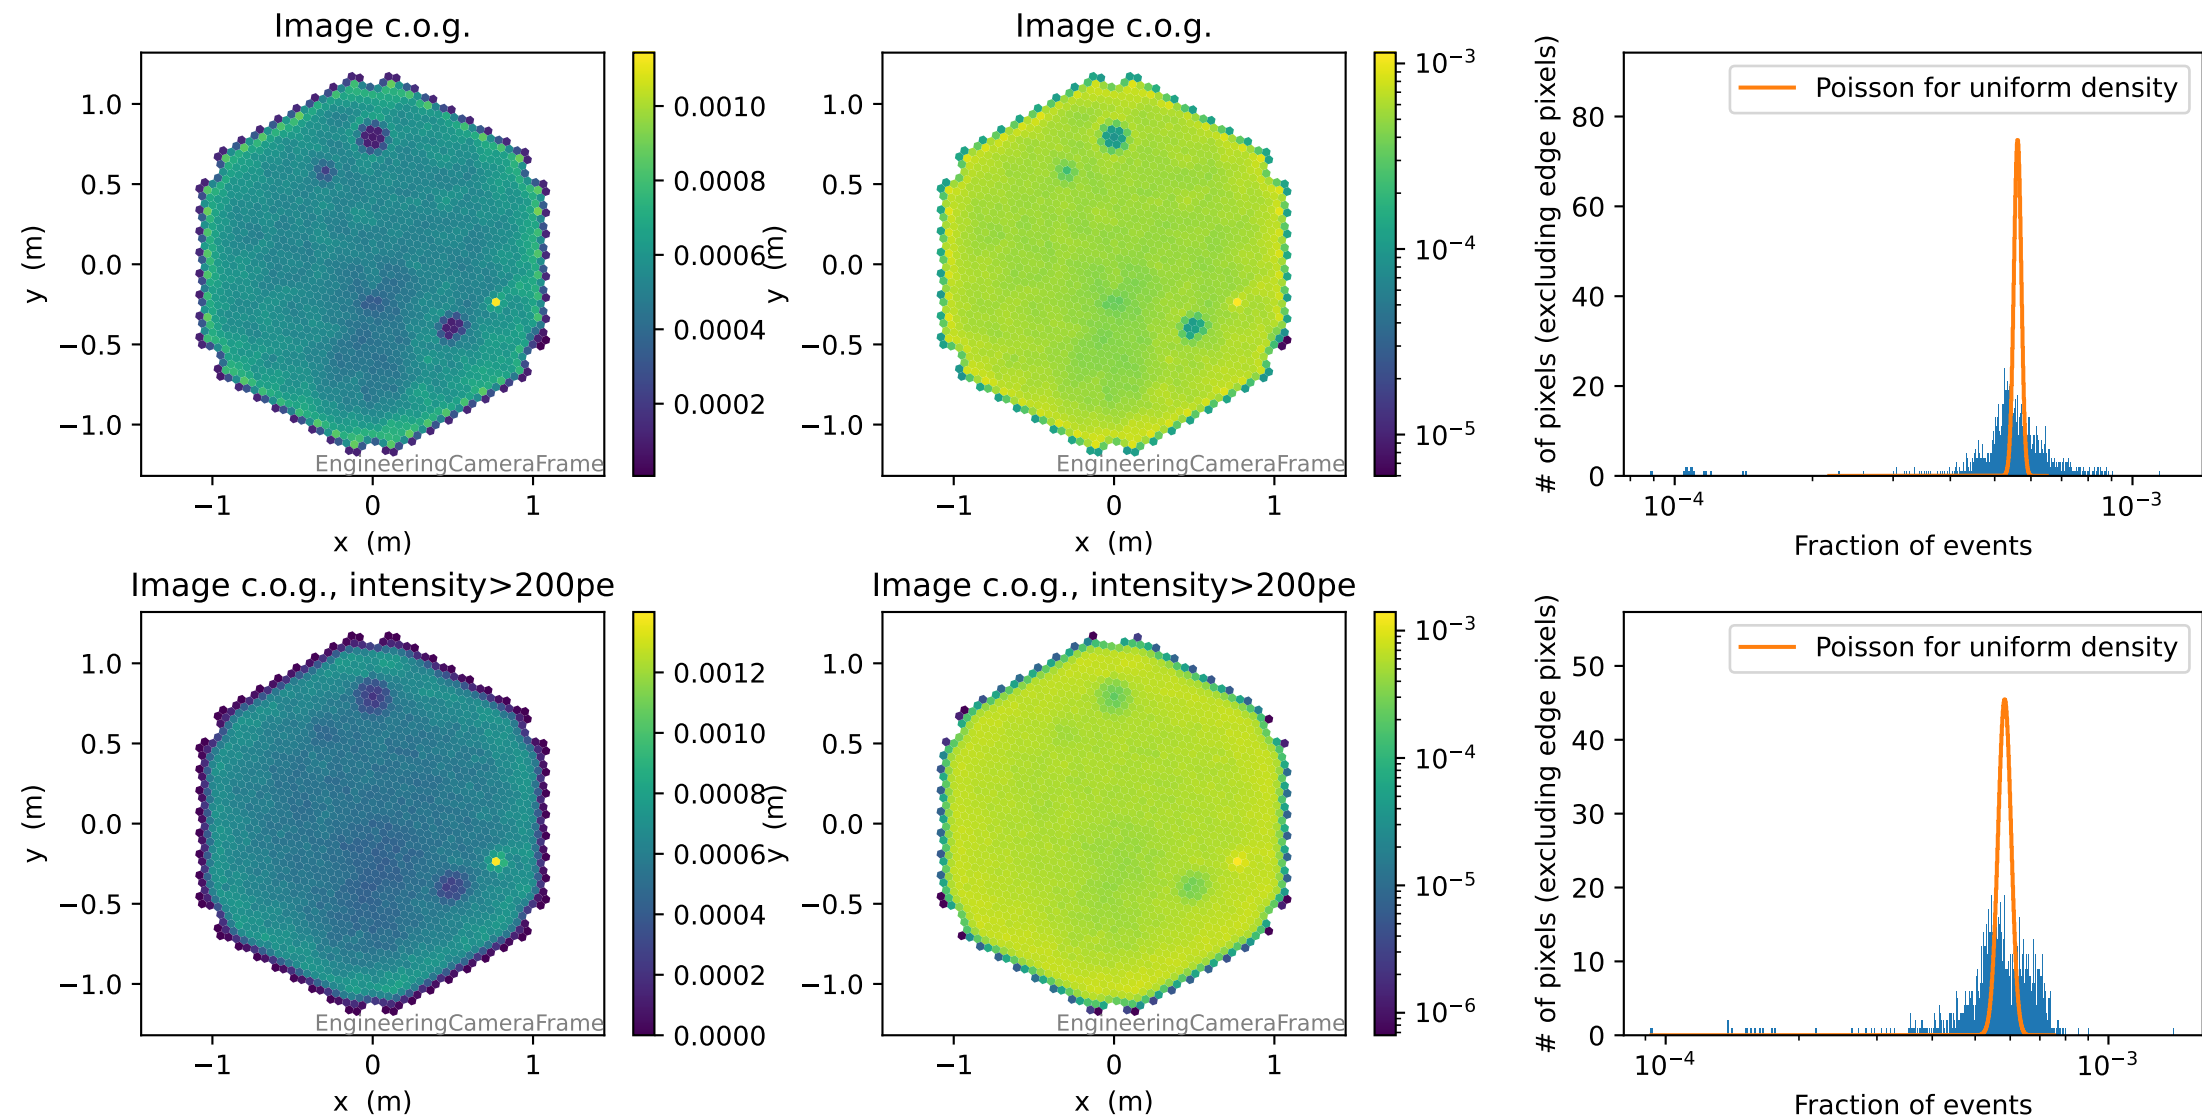 Image c.o.g.
1.0
0.5
0.0
−0.5
−1.0
y (m)
−1 0 1
x (m)
EngineeringCameraFrame
0.0010
0.0008
0.0006
0.0004
0.0002
Image c.o.g.
1.0
0.5
0.0
−0.5
−1.0
y (m)
−1 0 1
x (m)
EngineeringCameraFrame
10⁻³
10⁻⁴
10⁻⁵
Poisson for uniform density
80
60
40
20
0
# of pixels (excluding edge pixels)
10⁻⁴ 10⁻³
Fraction of events
Image c.o.g., intensity>200pe
1.0
0.5
0.0
−0.5
−1.0
y (m)
−1 0 1
x (m)
EngineeringCameraFrame
0.0012
0.0010
0.0008
0.0006
0.0004
0.0002
0.0000
Image c.o.g., intensity>200pe
1.0
0.5
0.0
−0.5
−1.0
y (m)
−1 0 1
x (m)
EngineeringCameraFrame
10⁻³
10⁻⁴
10⁻⁵
10⁻⁶
Poisson for uniform density
50
40
30
20
10
0
# of pixels (excluding edge pixels)
10⁻⁴ 10⁻³
Fraction of events